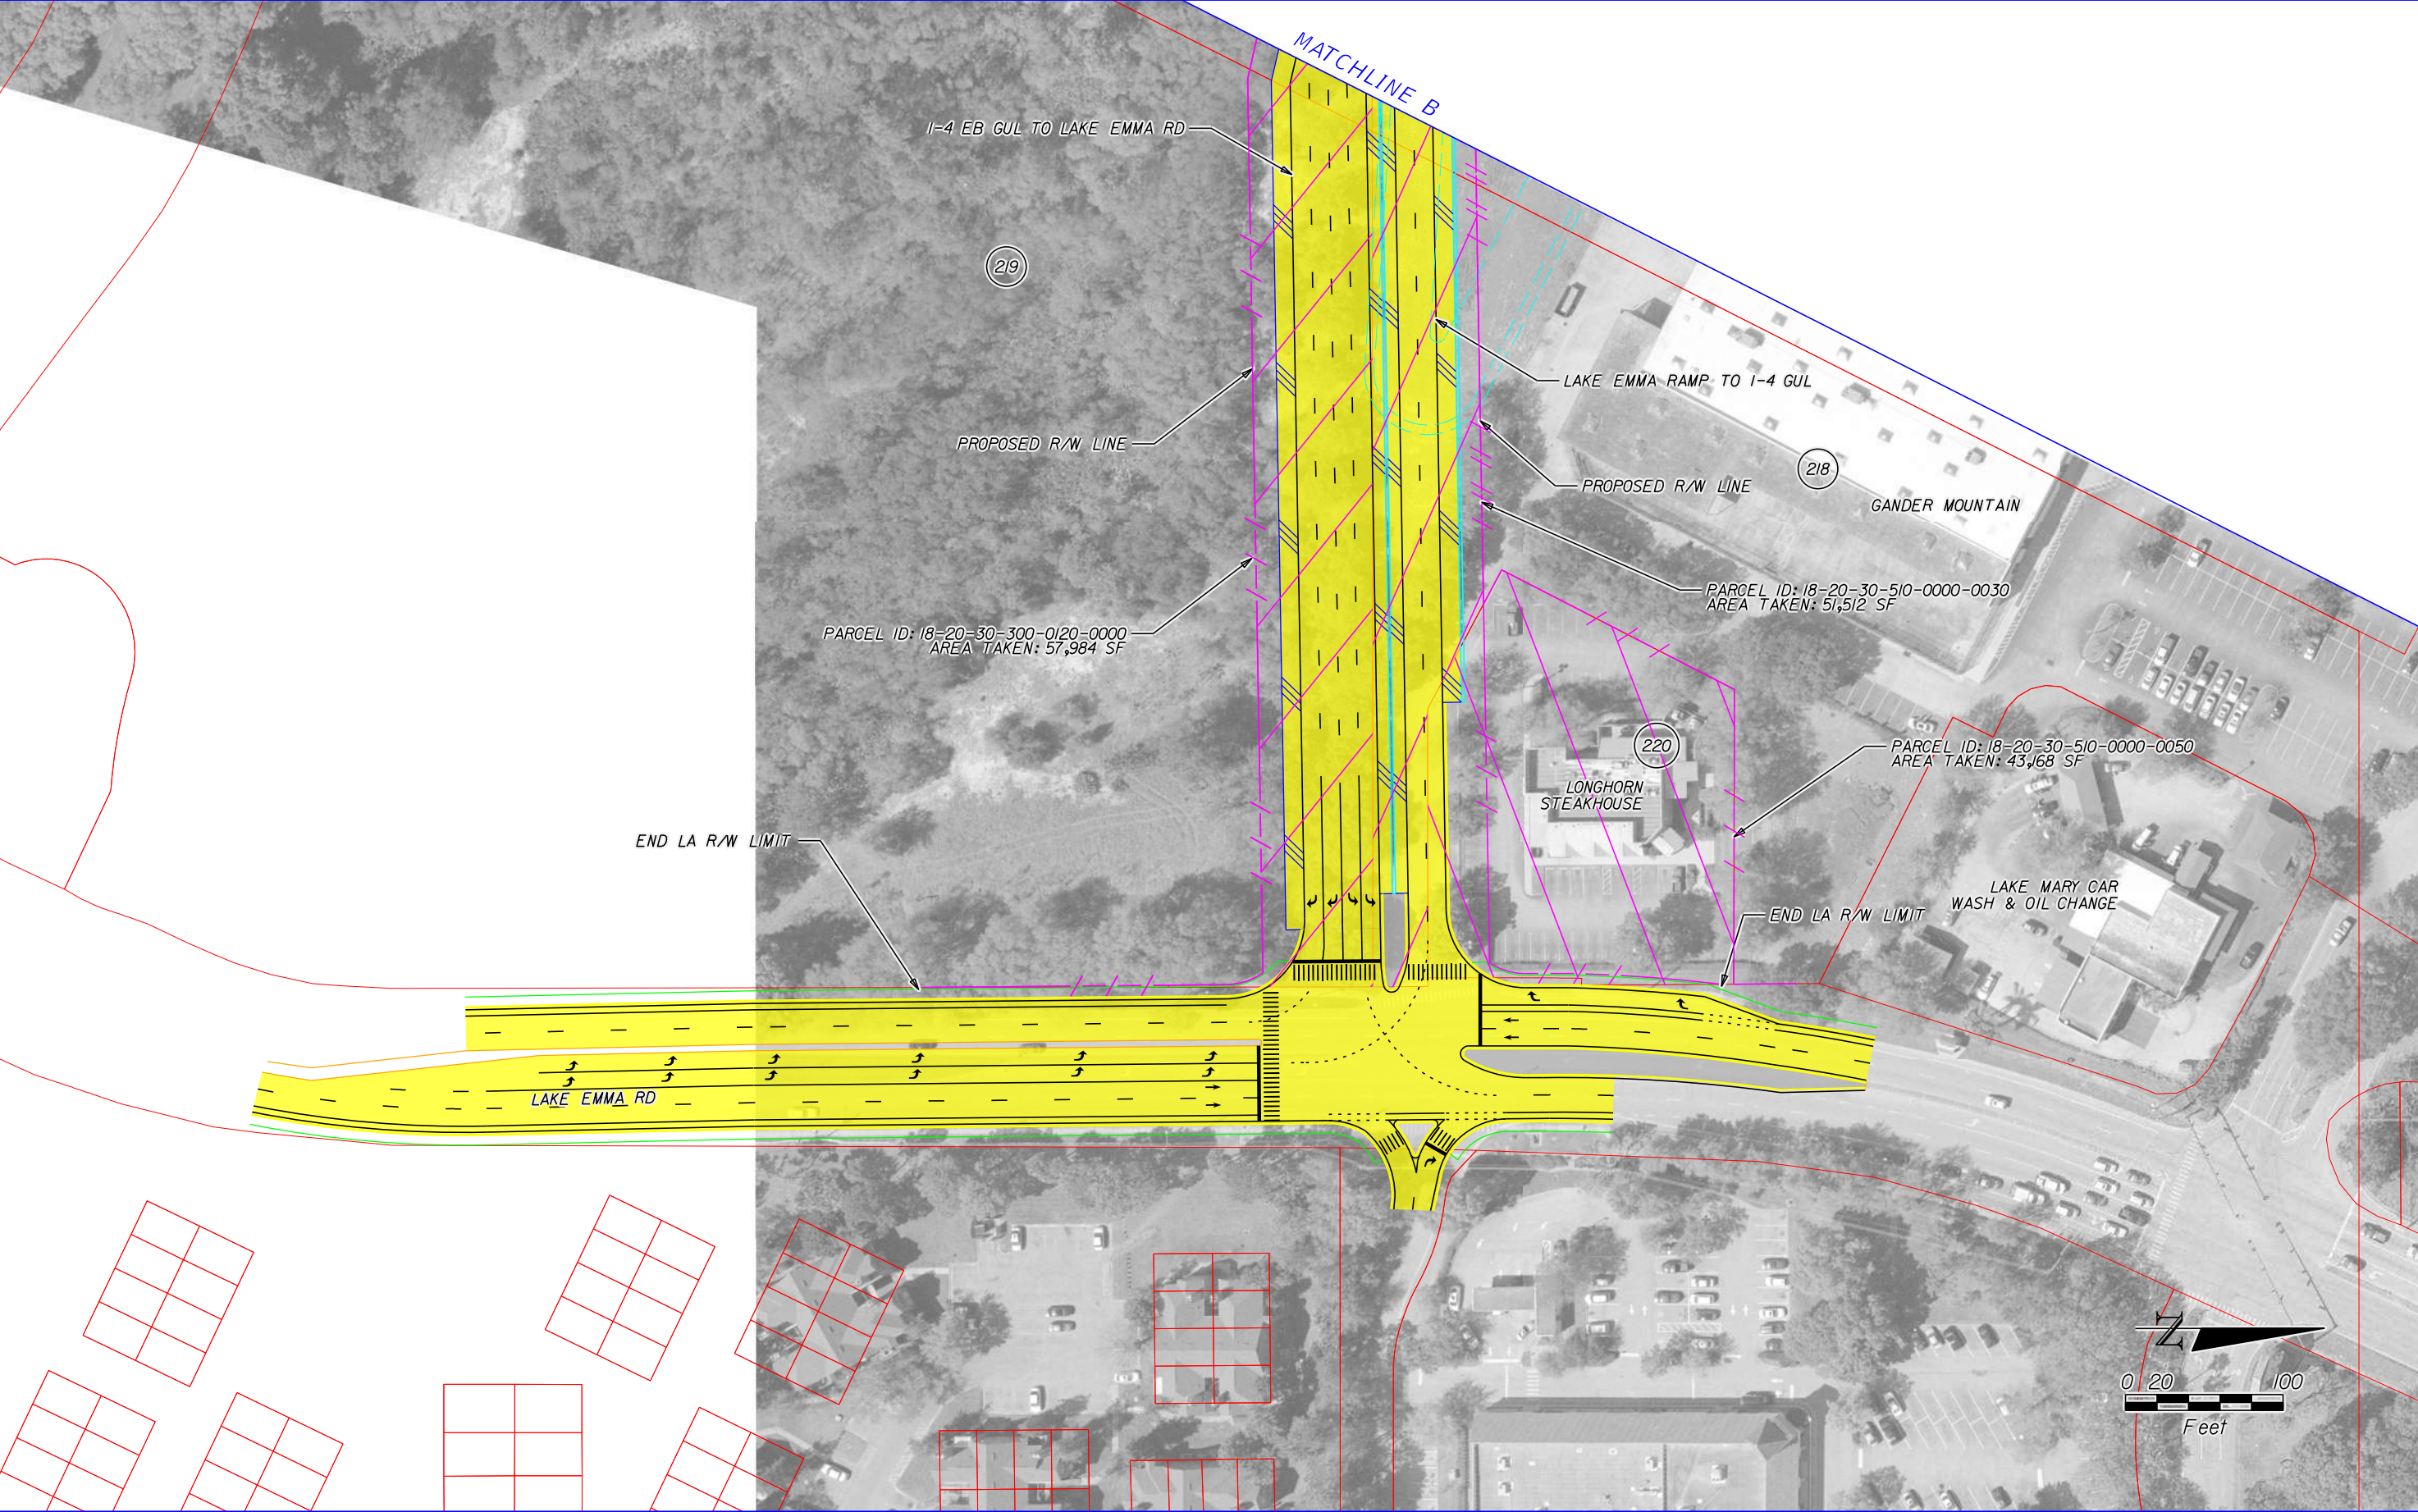 MATCHLINE B
I-4 EB GUL TO LAKE EMMA RD
219
LAKE EMMA RAMP TO I-4 GUL
PROPOSED R/W LINE
218
PROPOSED R/W LINE
GANDER MOUNTAIN
PARCEL ID: 18-20-30-510-0000-0030
AREA TAKEN: 51,512 SF
PARCEL ID: 18-20-30-300-0120-0000
AREA TAKEN: 57,984 SF
220
PARCEL ID: 18-20-30-510-0000-0050
AREA TAKEN: 43,168 SF
LONGHORN
STEAKHOUSE
END LA R/W LIMIT
LAKE MARY CAR
WASH & OIL CHANGE
END LA R/W LIMIT
LAKE EMMA RD
N
0 20 100
Feet